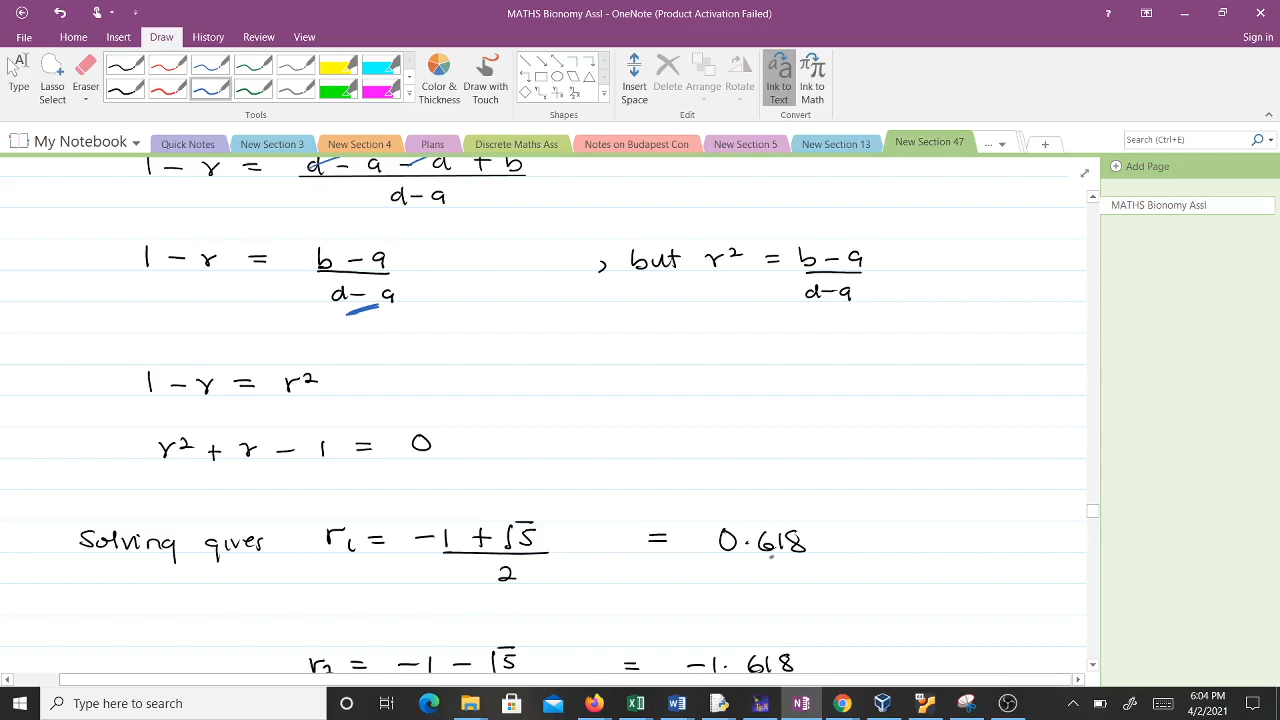 MATHS Bionomy Assl - OneNote (Product Activation Failed)
File Home Insert Draw History Review View Sign in
Type Lasso Select Eraser Color & Thickness Draw with Touch Insert Space Delete Arrange Rotate Ink to Text Ink to Math
Tools Shapes Edit Convert
My Notebook Quick Notes New Section 3 New Section 4 Plans Discrete Maths Ass Notes on Budapest Con New Section 5 New Section 13 New Section 47 ... Search (Ctrl+E)
Add Page
MATHS Bionomy Assl
1 - r = d - a - d + b
d - a
1 - r = b - a , but r² = b - a
d - a d - a
1 - r = r²
r² + r - 1 = 0
Solving gives r₁ = -1 + √5 = 0.618
2
r₂ = -1 - √5 = -1.618
Type here to search
6:04 PM
4/2/2021